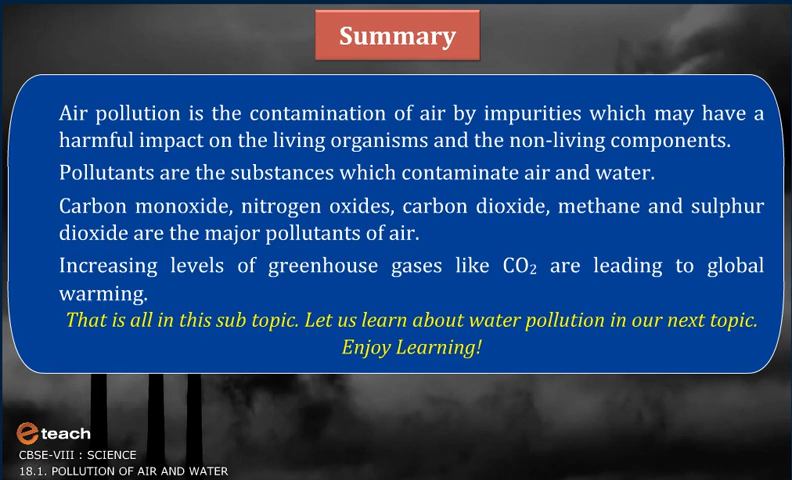 Summary
Air pollution is the contamination of air by impurities which may have a
harmful impact on the living organisms and the non-living components.
Pollutants are the substances which contaminate air and water.
Carbon monoxide, nitrogen oxides, carbon dioxide, methane and sulphur
dioxide are the major pollutants of air.
Increasing levels of greenhouse gases like CO₂ are leading to global
warming.
That is all in this sub topic. Let us learn about water pollution in our next topic.
Enjoy Learning!
e teach
CBSE-VIII : SCIENCE
18.1. POLLUTION OF AIR AND WATER